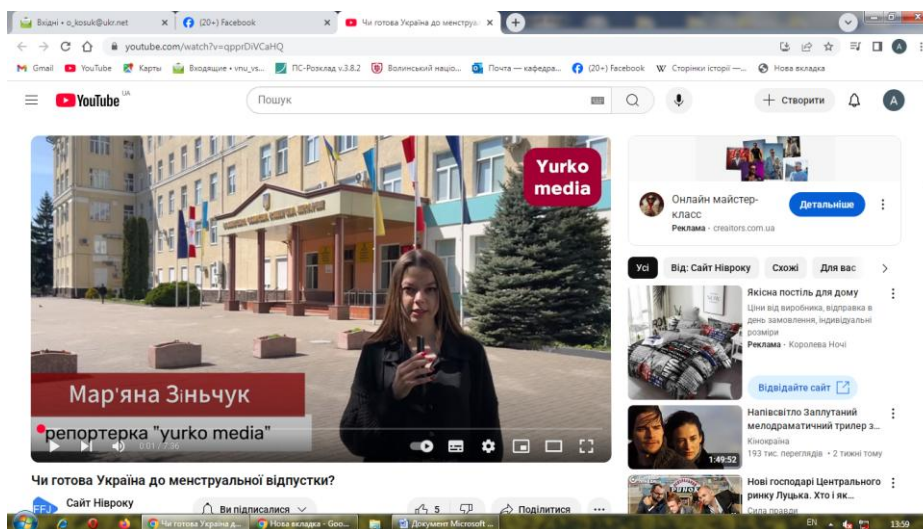 Вхідні • o_kosuk@ukr.net
(20+) Facebook
Чи готова Україна до менструа
youtube.com/watch?v=qpprDiVCaHQ
Gmail
YouTube
Карты
Входящие • vnu_vs...
ПС-Розклад v.3.8.2
Волинський націо...
Почта — кафедра...
(20+) Facebook
Сторінки історії —...
Нова вкладка
YouTube UA
Пошук
Створити
A
Yurko
media
Мар'яна Зіньчук
репортерка "yurko media"
0:01 / 7:36
Чи готова Україна до менструальної відпустки?
FFJ
Сайт Нівроку
Ви підписалися
5
Поділитися
Онлайн майстер-
класс
Реклама · creaitors.com.ua
Детальніше
Усі
Від: Сайт Нівроку
Схожі
Для вас
Якісна постіль для дому
Ціни від виробника, відправка в
день замовлення, індивідуальні
розміри
Реклама · Королева Ночі
Відвідайте сайт
1:49:52
Напівсвітло Заплутаний
мелодраматичний трилер з...
Кінокраїна
193 тис. переглядів • 2 тижні тому
Нові господарі Центрального
ринку Луцька. Хто і як...
Сила правди
Чи готова Україна д...
Нова вкладка - Goo...
Документ Microsoft ...
EN
13:59